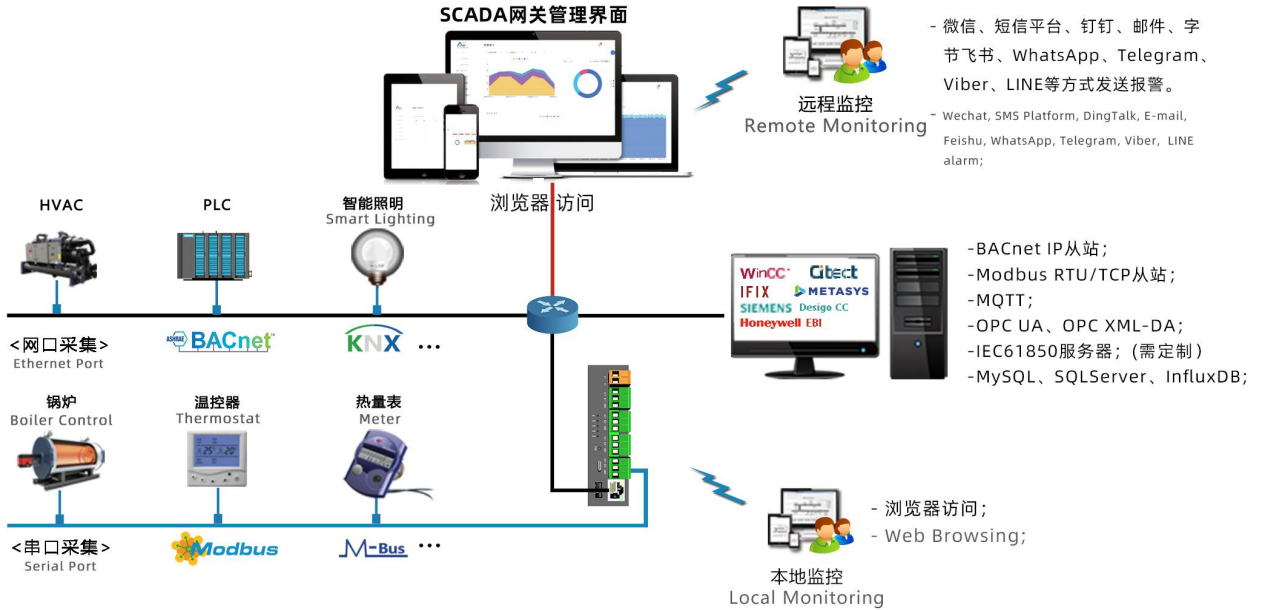 SCADA网关管理界面
浏览器 访问
远程监控
Remote Monitoring
- 微信、短信平台、钉钉、邮件、字
节飞书、WhatsApp、Telegram、
Viber、LINE等方式发送报警。
- Wechat, SMS Platform, DingTalk, E-mail,
Feishu, WhatsApp, Telegram, Viber, LINE
alarm;
HVAC
PLC
智能照明
Smart Lighting
<网口采集>
Ethernet Port
ASHRAE BACnet™
KNX
...
WinCC
Citect
IFIX
METASYS
SIEMENS Desigo CC
Honeywell EBI
-BACnet IP从站；
-Modbus RTU/TCP从站；
-MQTT；
-OPC UA、OPC XML-DA；
-IEC61850服务器；(需定制）
-MySQL、SQLServer、InfluxDB；
锅炉
Boiler Control
温控器
Thermostat
25° 20°
热量表
Meter
<串口采集>
Serial Port
Modbus
M-Bus
...
- 浏览器访问；
- Web Browsing;
本地监控
Local Monitoring